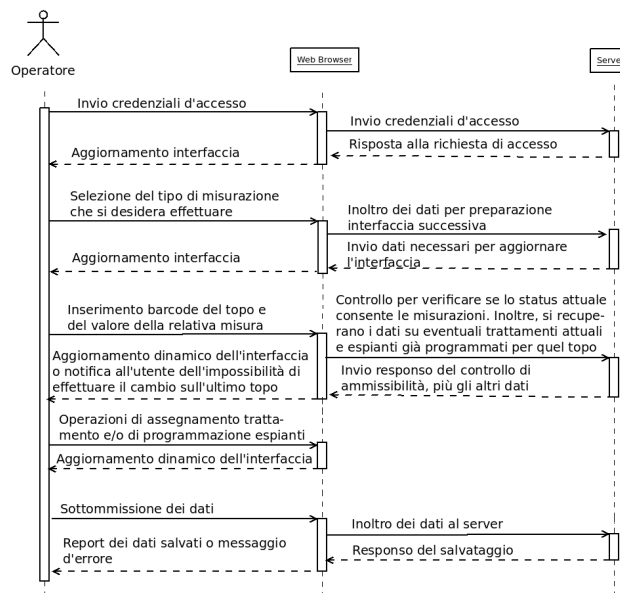 Operatore
Web Browser
Serve
Invio credenziali d'accesso
Invio credenziali d'accesso
Risposta alla richiesta di accesso
Aggiornamento interfaccia
Selezione del tipo di misurazione
che si desidera effettuare
Inoltro dei dati per preparazione
interfaccia successiva
Invio dati necessari per aggiornare
l'interfaccia
Aggiornamento interfaccia
Inserimento barcode del topo e
del valore della relativa misura
Controllo per verificare se lo status attuale
consente le misurazioni. Inoltre, si recupe-
rano i dati su eventuali trattamenti attuali
e espianti già programmati per quel topo
Aggiornamento dinamico dell'interfaccia
o notifica all'utente dell'impossibilità di
effettuare il cambio sull'ultimo topo
Invio responso del controllo di
ammissibilità, più gli altri dati
Operazioni di assegnamento tratta-
mento e/o di programmazione espianti
Aggiornamento dinamico dell'interfaccia
Sottommissione dei dati
Inoltro dei dati al server
Report dei dati salvati o messaggio
d'errore
Responso del salvataggio